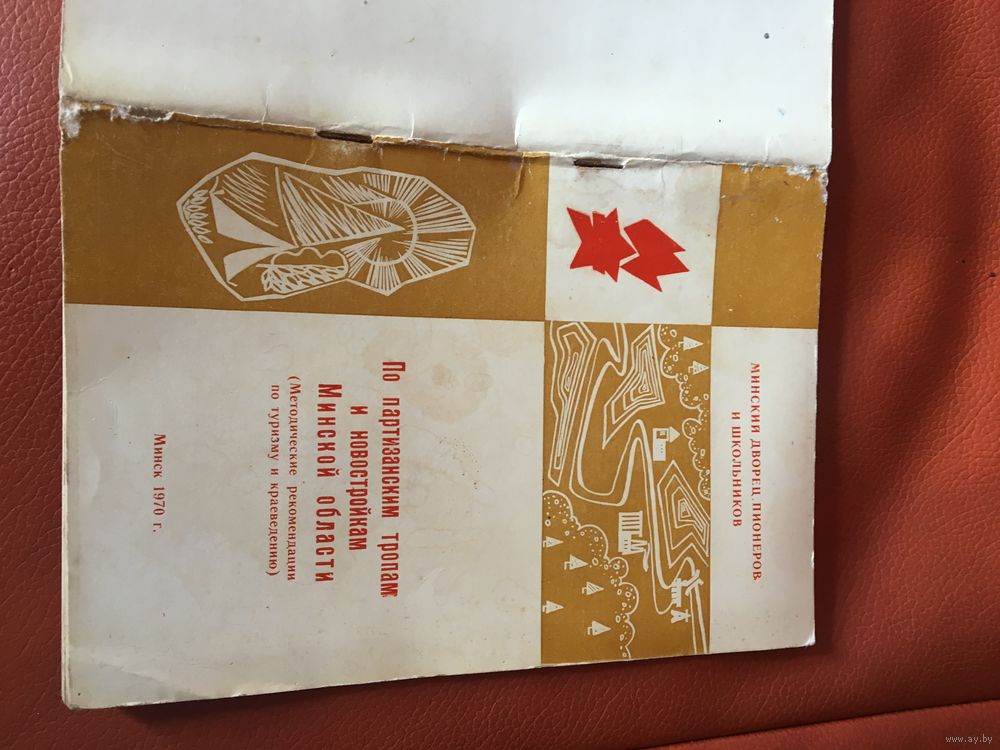 МИНСКИЙ ДВОРЕЦ ПИОНЕРОВ
И ШКОЛЬНИКОВ
По партизанским тропам
и новостройкам
Минской области
(Методические рекомендации
по туризму и краеведению)
Минск 1970 г.
www.ay.by